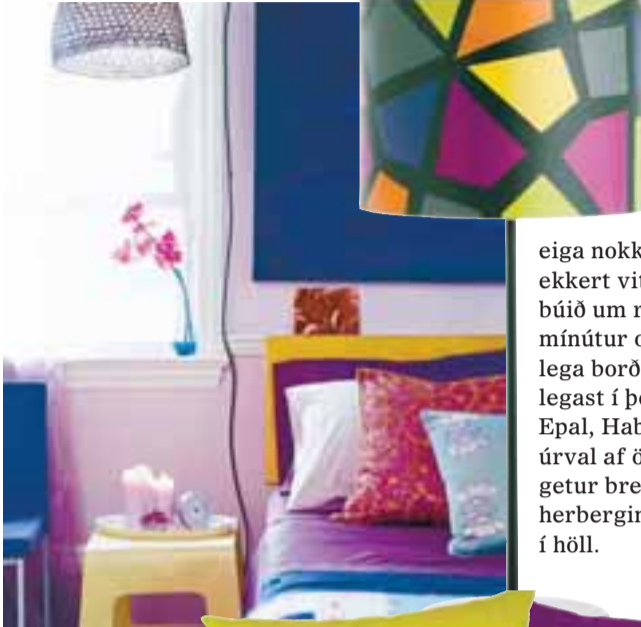 eiga nokk
ekkert vit
búið um r
mínútur o
lega borð
legast í þe
Epal, Hab
úrval af ö
getur bre
herbergin
í höll.